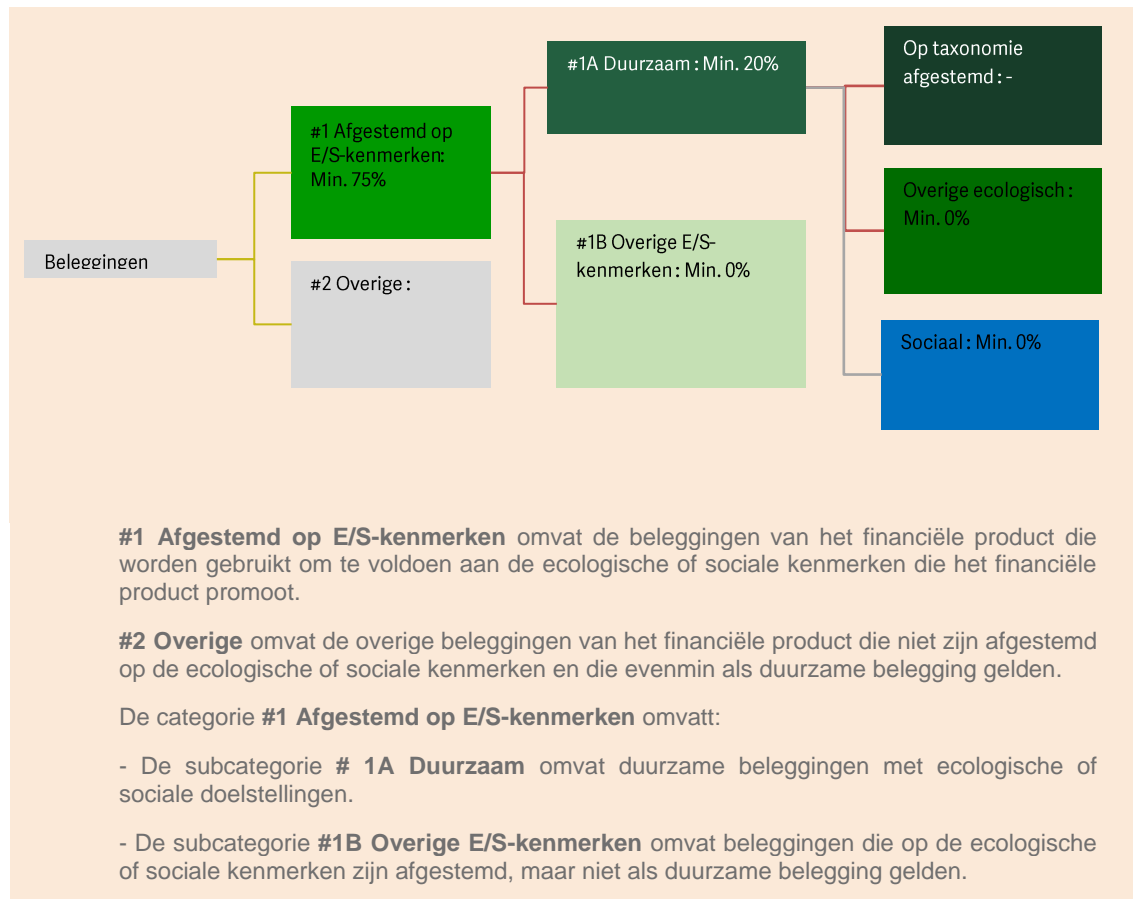 Beleggingen
#1 Afgestemd op
E/S-kenmerken:
Min. 75%
#2 Overige :
#1A Duurzaam : Min. 20%
#1B Overige E/S-
kenmerken : Min. 0%
Op taxonomie
afgestemd : -
Overige ecologisch :
Min. 0%
Sociaal : Min. 0%
#1 Afgestemd op E/S-kenmerken omvat de beleggingen van het financiële product die
worden gebruikt om te voldoen aan de ecologische of sociale kenmerken die het financiële
product promoot.
#2 Overige omvat de overige beleggingen van het financiële product die niet zijn afgestemd
op de ecologische of sociale kenmerken en die evenmin als duurzame belegging gelden.
De categorie #1 Afgestemd op E/S-kenmerken omvatt:
- De subcategorie # 1A Duurzaam omvat duurzame beleggingen met ecologische of
sociale doelstellingen.
- De subcategorie #1B Overige E/S-kenmerken omvat beleggingen die op de ecologische
of sociale kenmerken zijn afgestemd, maar niet als duurzame belegging gelden.